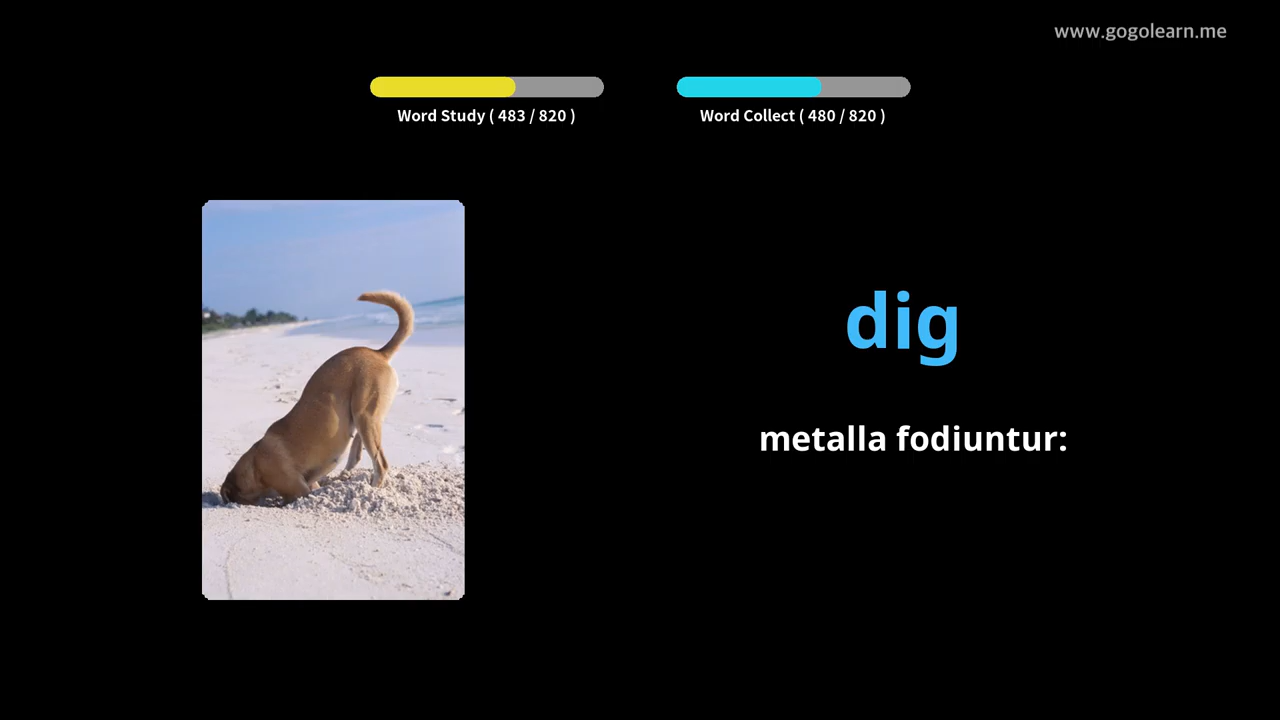 www.gogolearn.me
Word Study ( 483 / 820 )
Word Collect ( 480 / 820 )
dig
metalla fodiuntur: